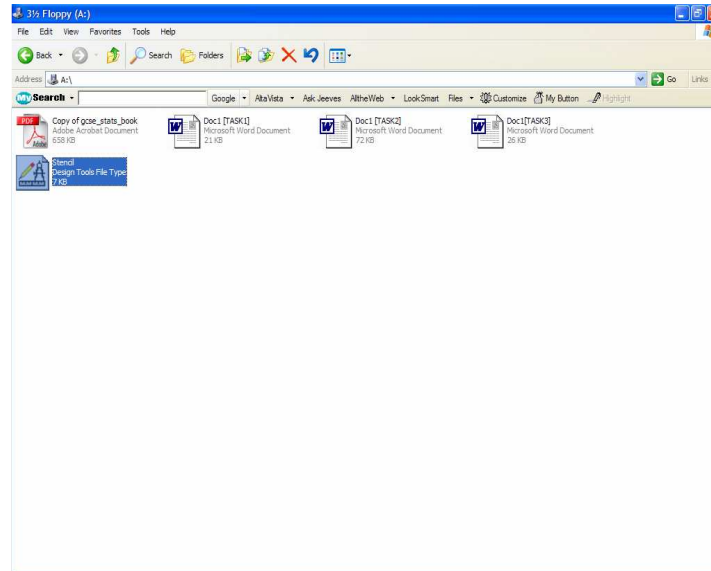 3½ Floppy (A:)
File Edit View Favorites Tools Help
Back Search Folders
Address A:\ Go Links
My Search Google AltaVista Ask Jeeves AlltheWeb LookSmart Files Customize My Button Highlight
Copy of gcse_stats_book
Adobe Acrobat Document
658 KB
Doc1 [TASK1]
Microsoft Word Document
21 KB
Doc1 [TASK2]
Microsoft Word Document
72 KB
Doc1[TASK3]
Microsoft Word Document
26 KB
PDF
Adobe
W
W
W
Stencil
Design Tools File Type
7 KB